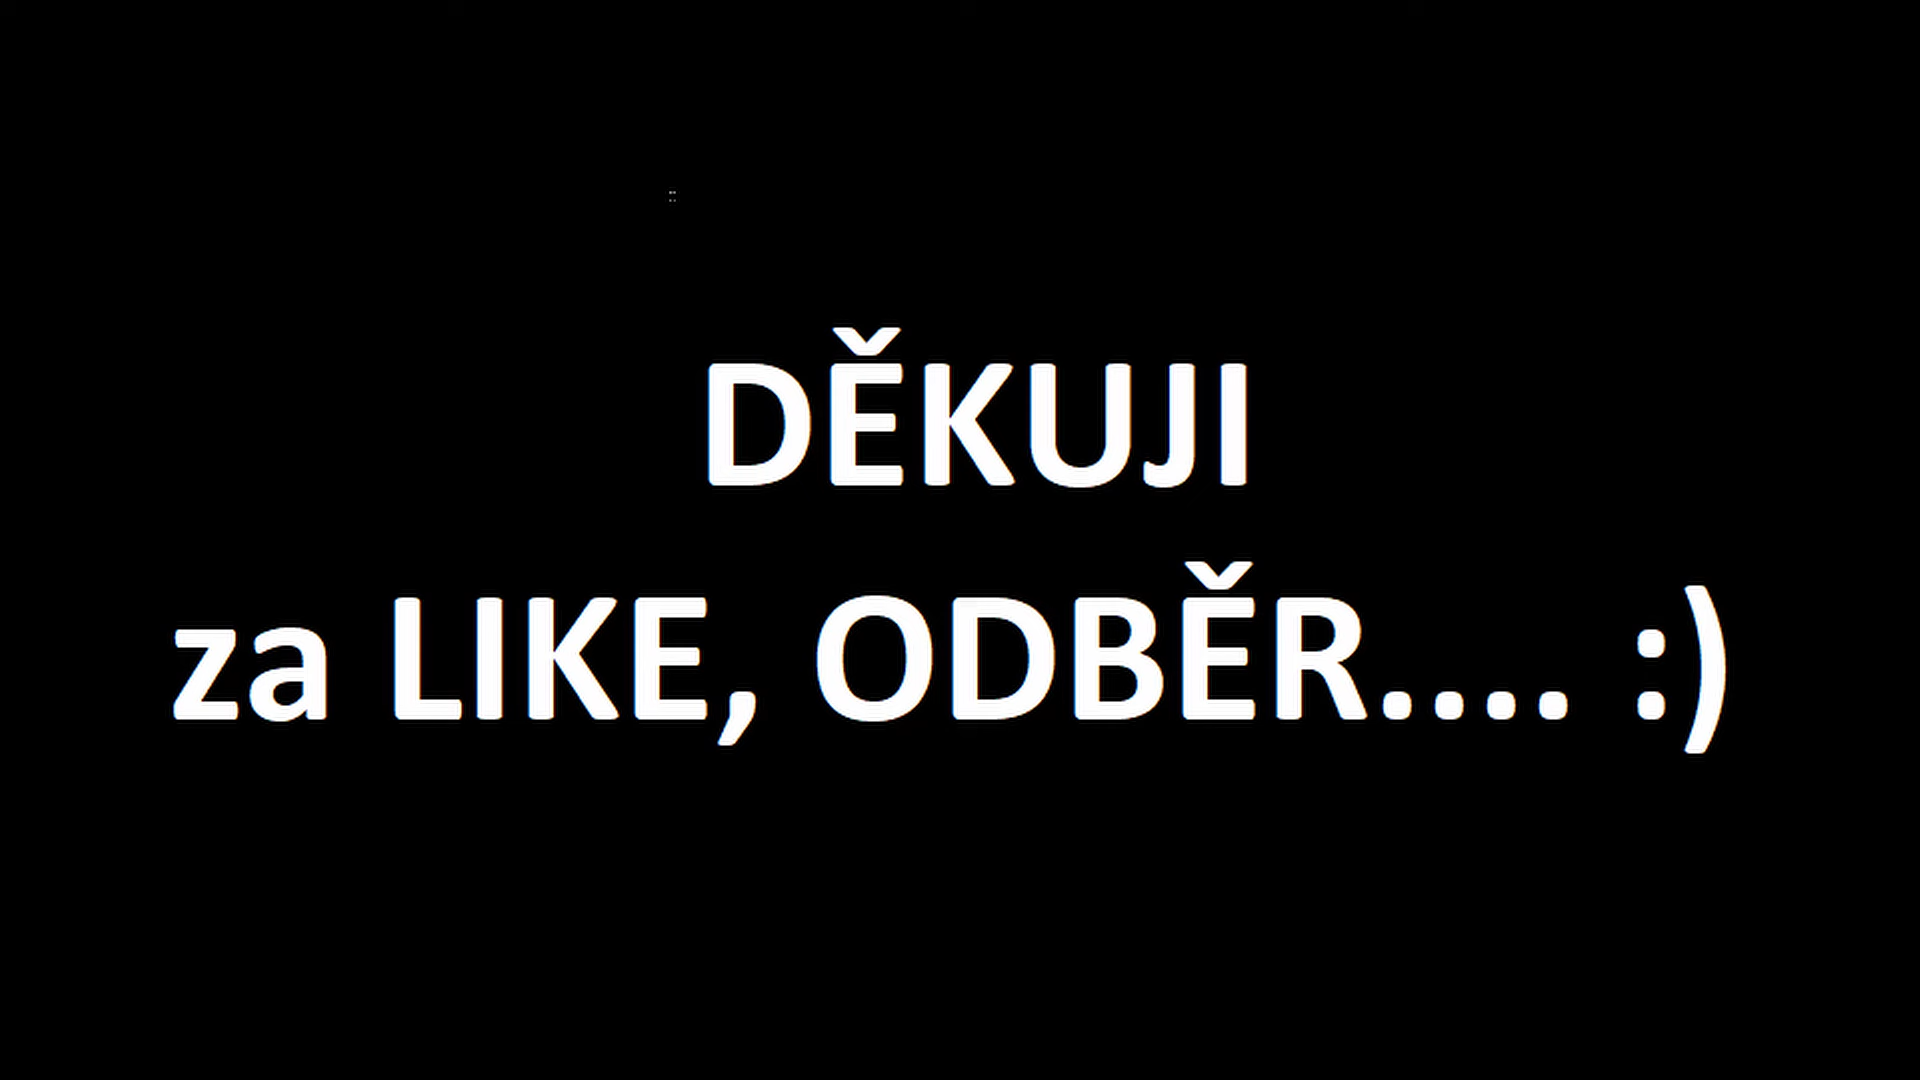 DĚKUJI
za LIKE, ODBĚR.... :)